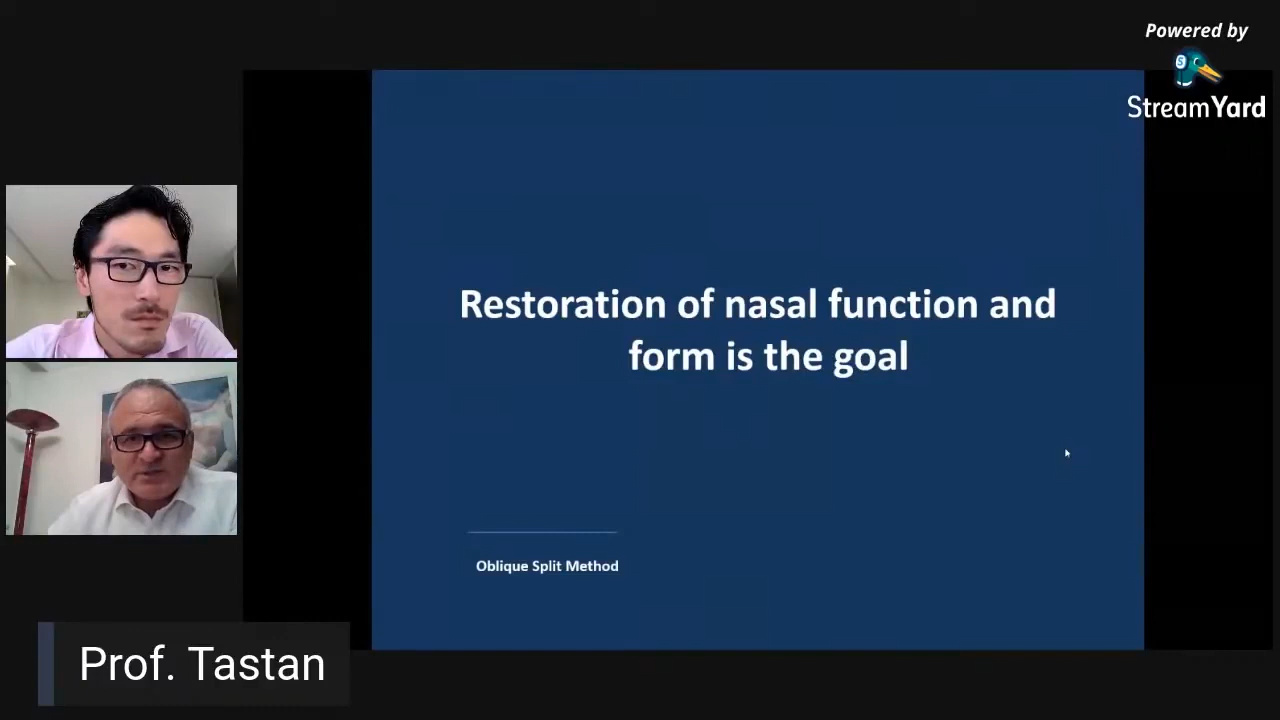 Powered by
StreamYard
Restoration of nasal function and
form is the goal
Oblique Split Method
Prof. Tastan